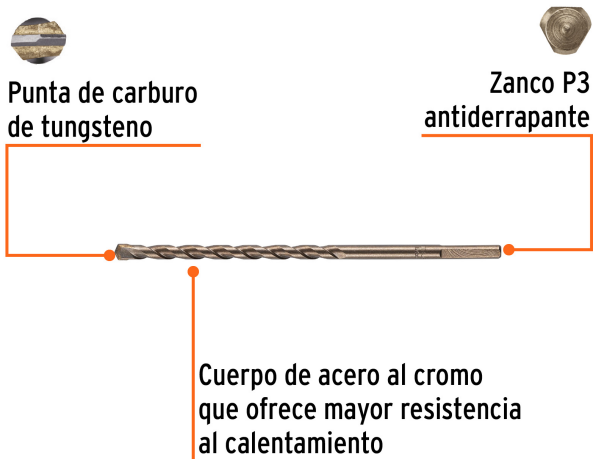 Punta de carburo
de tungsteno
Zanco P3
antiderrapante
Cuerpo de acero al cromo
que ofrece mayor resistencia
al calentamiento